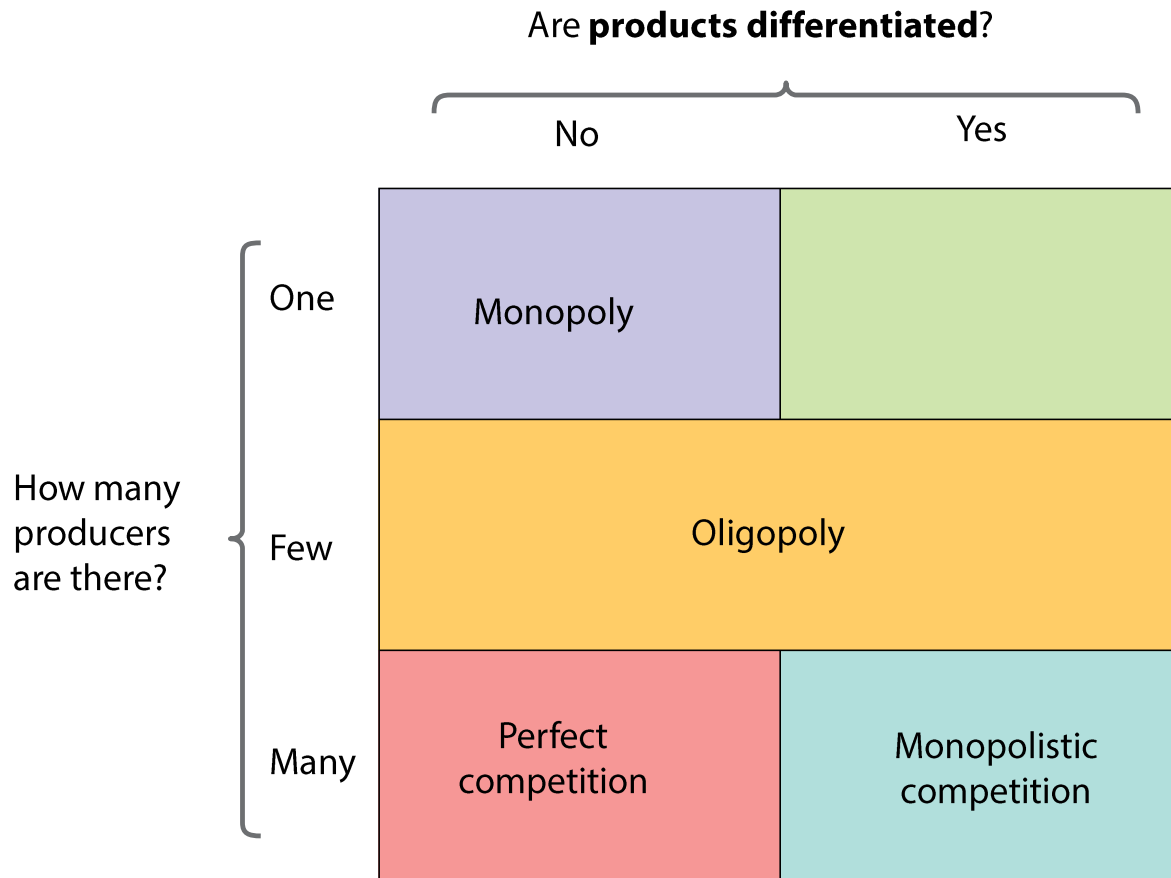 Are products differentiated?
No
Yes
One
Monopoly
How many
producers
are there?
Few
Oligopoly
Many
Perfect
competition
Monopolistic
competition